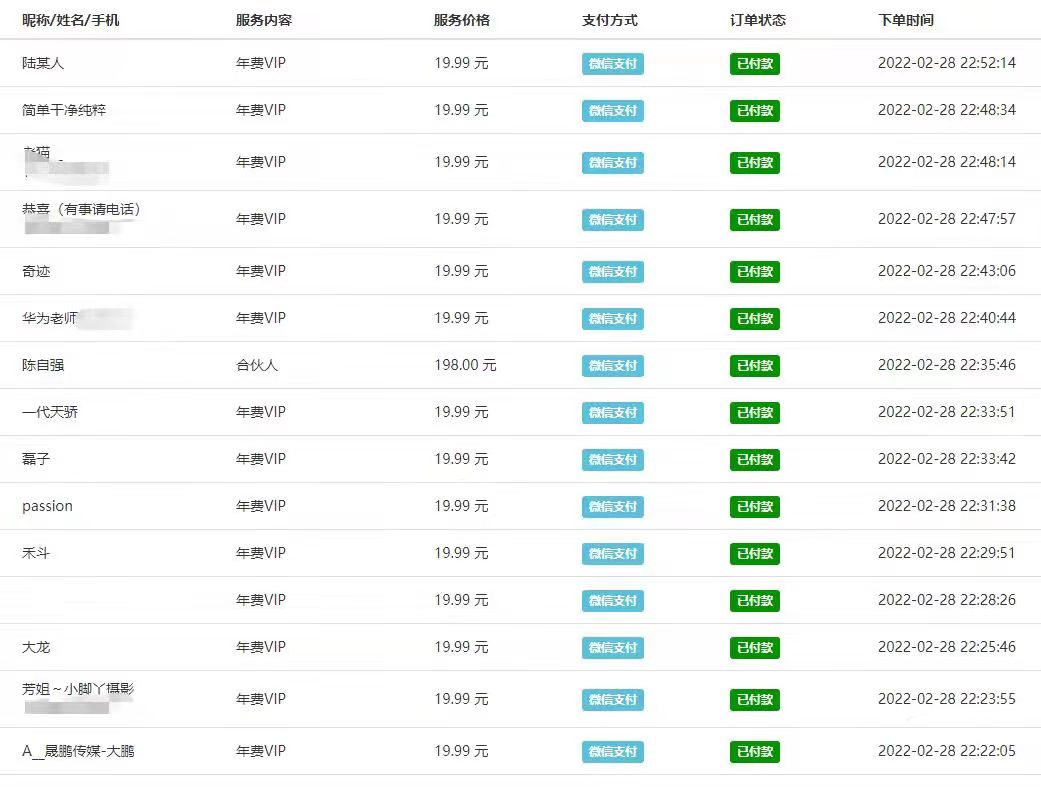 昵称/姓名/手机 服务内容 服务价格 支付方式 订单状态 下单时间
陆某人 年费VIP 19.99 元 微信支付 已付款 2022-02-28 22:52:14
简单干净纯粹 年费VIP 19.99 元 微信支付 已付款 2022-02-28 22:48:34
老猫_ 年费VIP 19.99 元 微信支付 已付款 2022-02-28 22:48:14
恭喜（有事请电话） 年费VIP 19.99 元 微信支付 已付款 2022-02-28 22:47:57
奇迹 年费VIP 19.99 元 微信支付 已付款 2022-02-28 22:43:06
华为老师 年费VIP 19.99 元 微信支付 已付款 2022-02-28 22:40:44
陈自强 合伙人 198.00 元 微信支付 已付款 2022-02-28 22:35:46
一代天骄 年费VIP 19.99 元 微信支付 已付款 2022-02-28 22:33:51
磊子 年费VIP 19.99 元 微信支付 已付款 2022-02-28 22:33:42
passion 年费VIP 19.99 元 微信支付 已付款 2022-02-28 22:31:38
禾斗 年费VIP 19.99 元 微信支付 已付款 2022-02-28 22:29:51
年费VIP 19.99 元 微信支付 已付款 2022-02-28 22:28:26
大龙 年费VIP 19.99 元 微信支付 已付款 2022-02-28 22:25:46
芳姐～小脚丫摄影 年费VIP 19.99 元 微信支付 已付款 2022-02-28 22:23:55
A__晟鹏传媒-大鹏 年费VIP 19.99 元 微信支付 已付款 2022-02-28 22:22:05